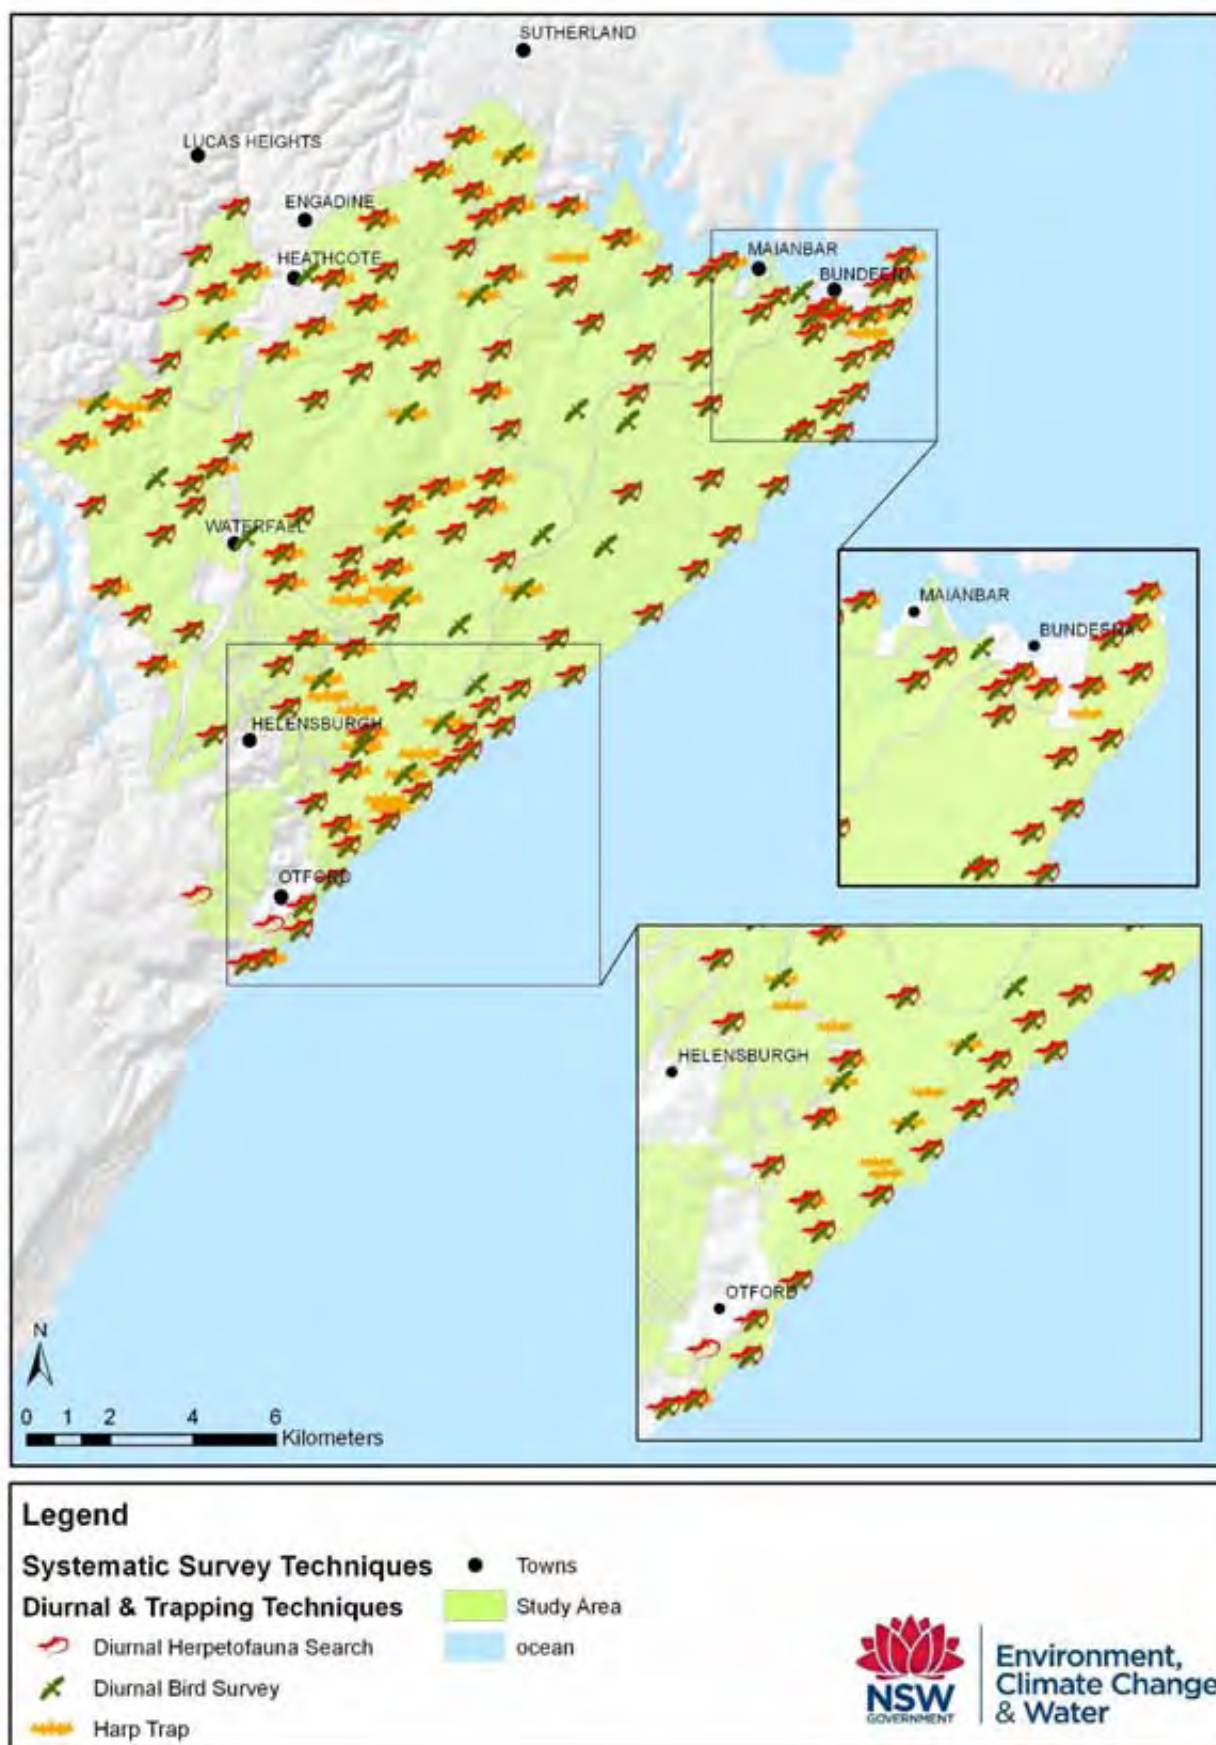 SUTHERLAND
LUCAS HEIGHTS
ENGADINE
HEATHCOTE
MAIANBAR
BUNDEENA
WATERFALL
MAIANBAR
BUNDEENA
HELENSBURGH
OTFORD
HELENSBURGH
OTFORD
N
0 1 2 4 6
Kilometers
Legend
Systematic Survey Techniques
Diurnal & Trapping Techniques
Diurnal Herpetofauna Search
Diurnal Bird Survey
Harp Trap
Towns
Study Area
ocean
NSW
GOVERNMENT
Environment,
Climate Change
& Water